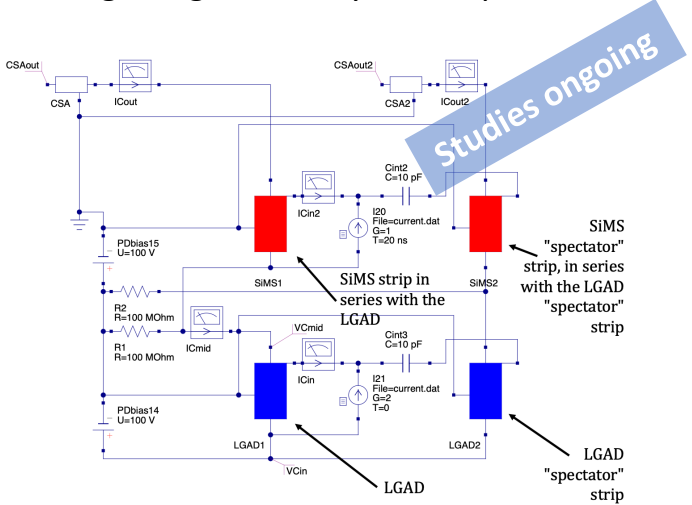 Studies ongoing
CSAout
CSA
ICout
CSAout2
CSA2
ICout2
Cint2
C=10 pF
ICin2
I20
File=current.dat
G=1
T=20 ns
PDbias15
U=100 V
SiMS1
SiMS2
SiMS strip in
series with the
LGAD
SiMS
"spectator"
strip, in series
with the LGAD
"spectator"
strip
R2
R=100 MOhm
R1
R=100 MOhm
ICmid
VCmid
Cint3
C=10 pF
ICin
I21
File=current.dat
G=2
T=0
PDbias14
U=100 V
LGAD1
LGAD2
VCin
LGAD
LGAD
"spectator"
strip